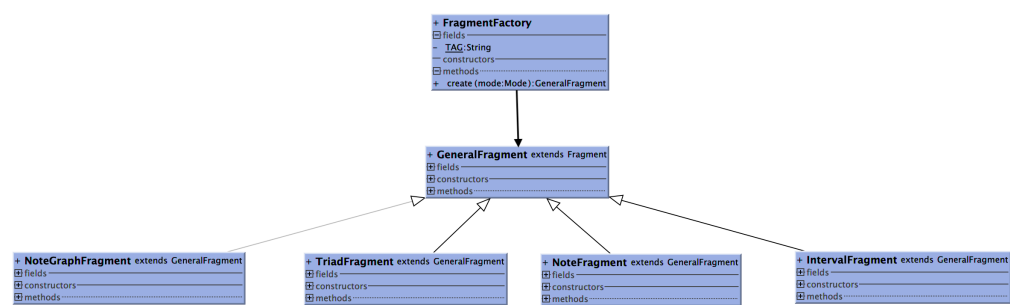 + FragmentFactory
fields
- TAG:String
constructors
methods
+ create (mode:Mode):GeneralFragment
+ GeneralFragment extends Fragment
fields
constructors
methods
+ NoteGraphFragment extends GeneralFragment
fields
constructors
methods
+ TriadFragment extends GeneralFragment
fields
constructors
methods
+ NoteFragment extends GeneralFragment
fields
constructors
methods
+ IntervalFragment extends GeneralFragment
fields
constructors
methods